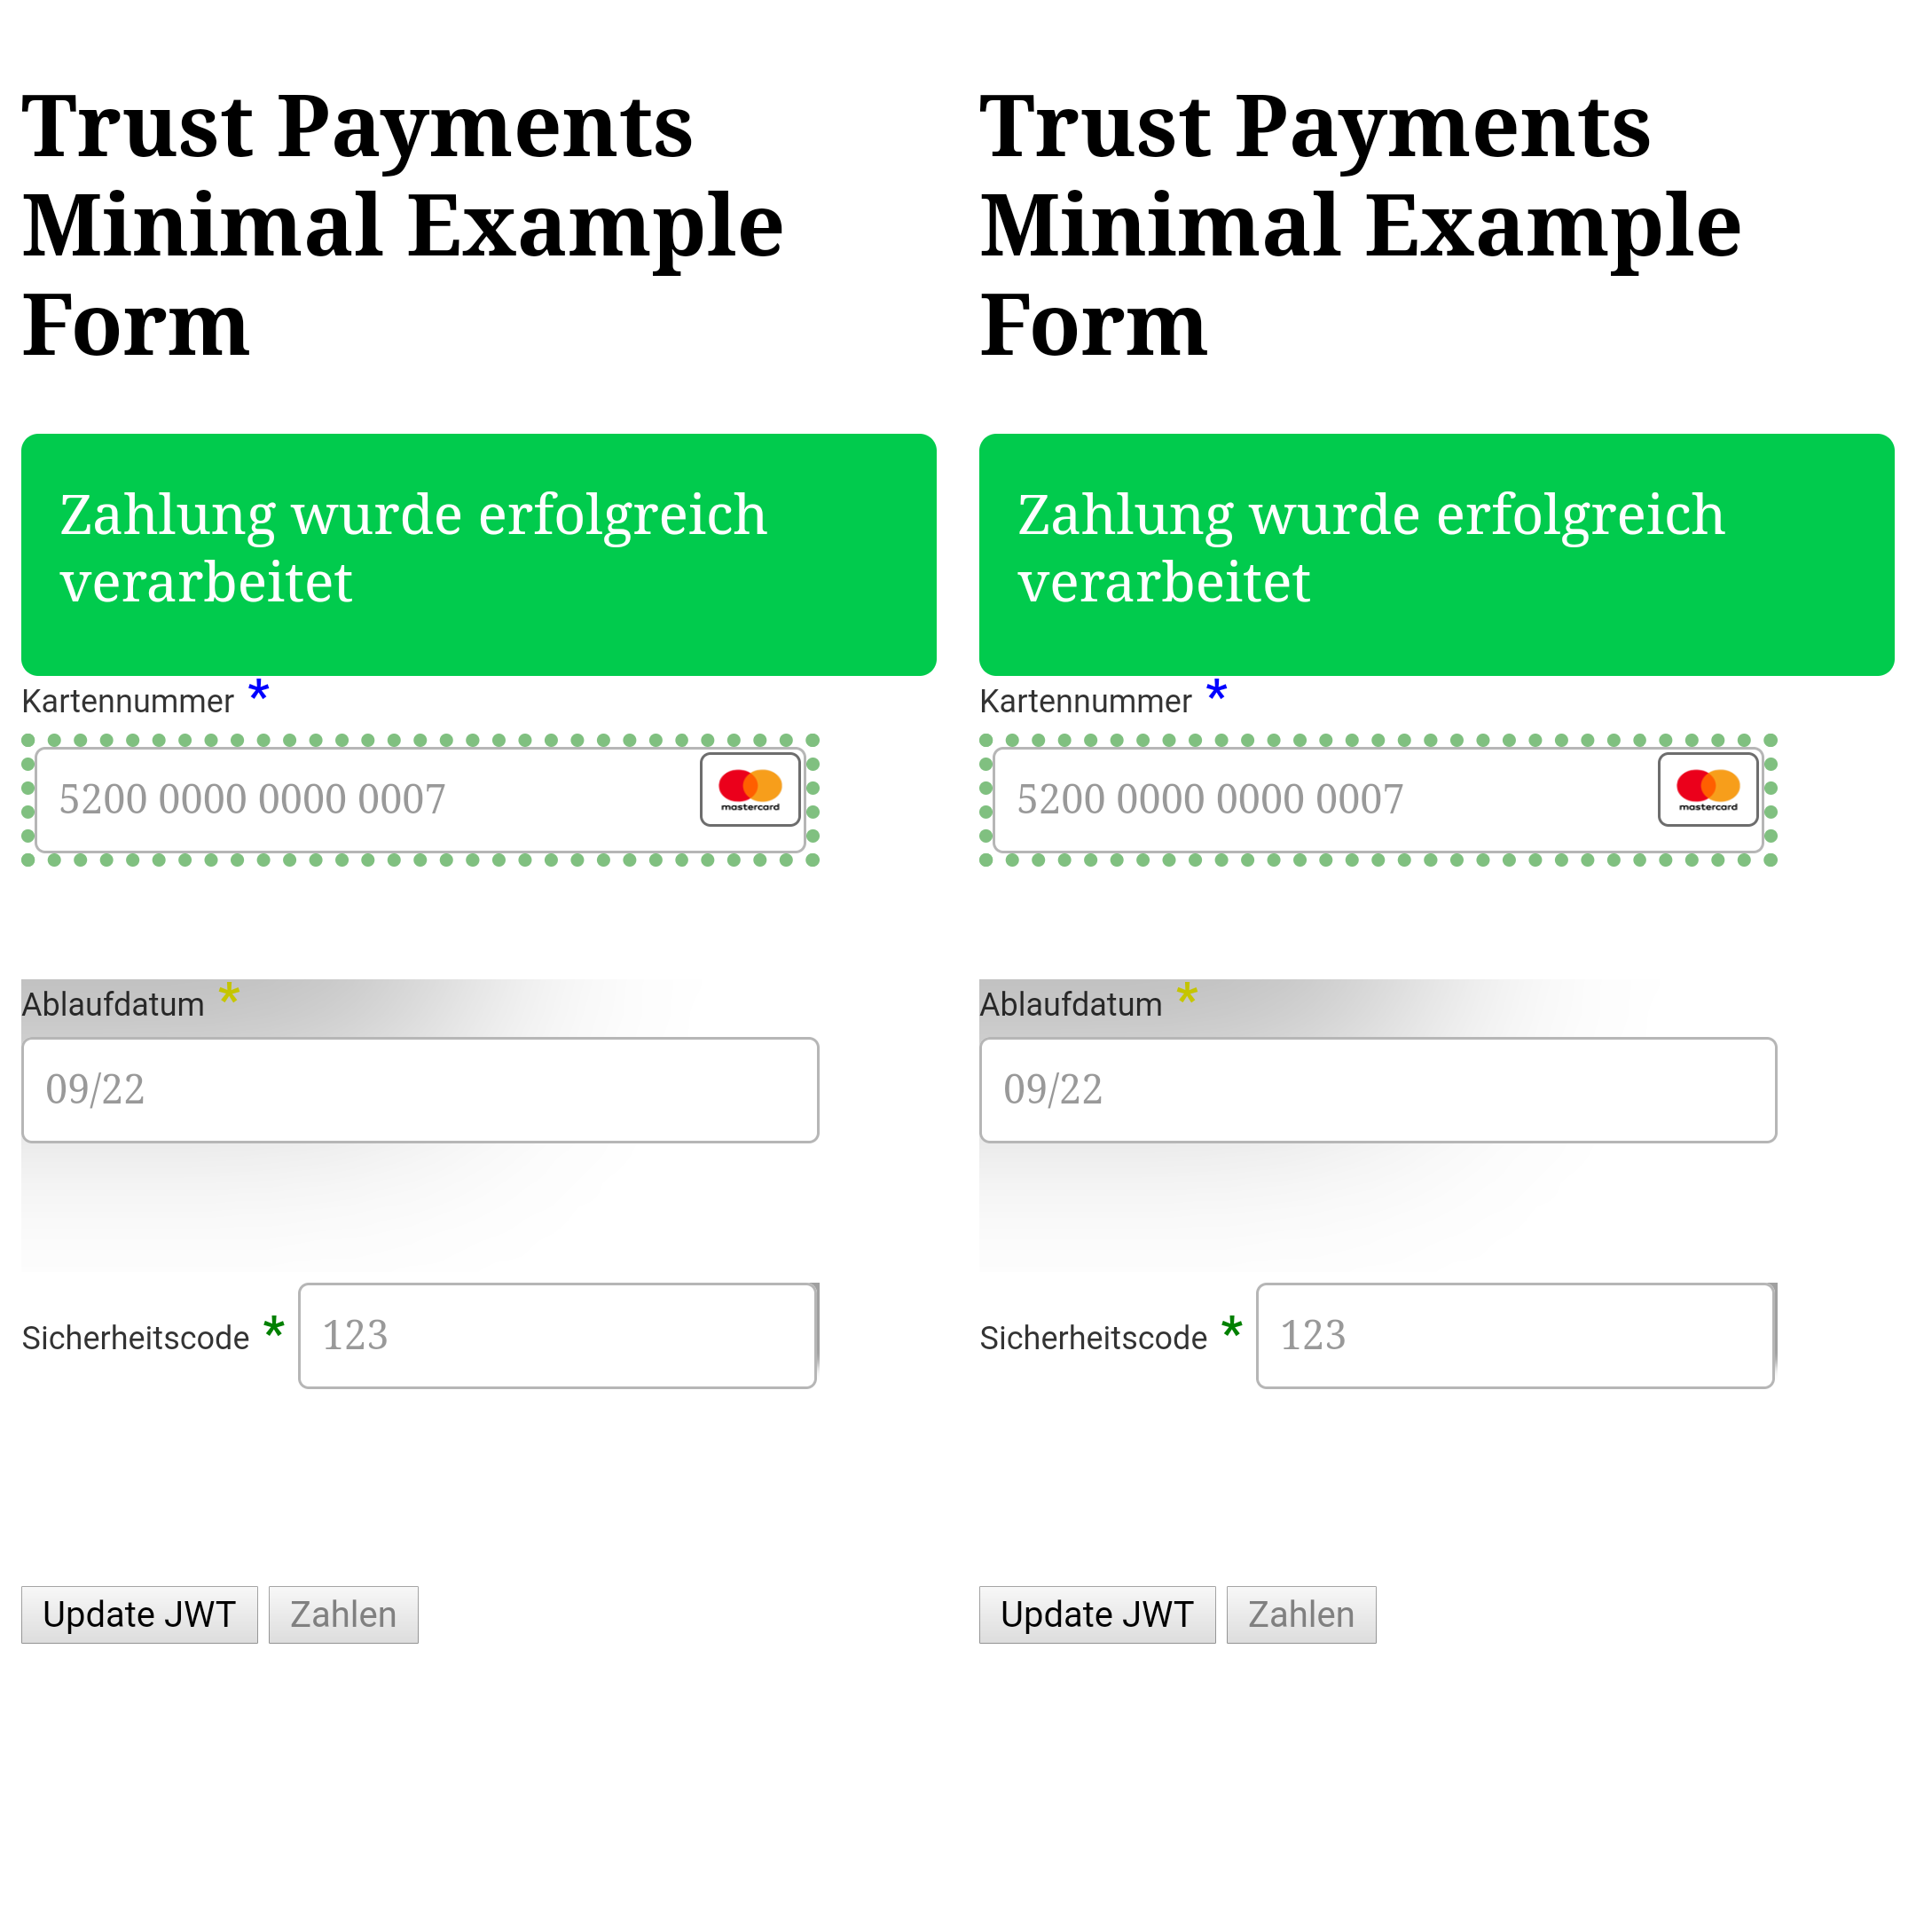 Trust Payments
Minimal Example
Form
Zahlung wurde erfolgreich
verarbeitet
Kartennummer *
5200 0000 0000 0007
mastercard
Ablaufdatum *
09/22
Sicherheitscode * 123
Update JWT Zahlen
Trust Payments
Minimal Example
Form
Zahlung wurde erfolgreich
verarbeitet
Kartennummer *
5200 0000 0000 0007
mastercard
Ablaufdatum *
09/22
Sicherheitscode * 123
Update JWT Zahlen